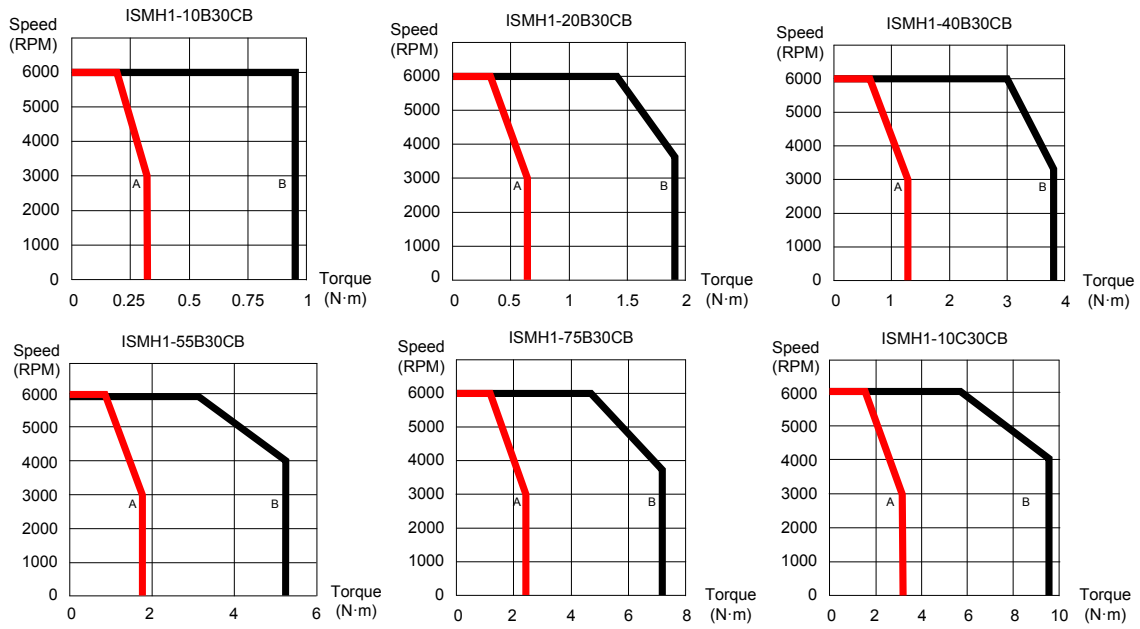 ISMH1-10B30CB
Speed
(RPM)
6000
5000
4000
3000
2000
1000
0
A
B
0 0.25 0.5 0.75 1
Torque
(N·m)
ISMH1-20B30CB
Speed
(RPM)
6000
5000
4000
3000
2000
1000
0
A
B
0 0.5 1 1.5 2
Torque
(N·m)
ISMH1-40B30CB
Speed
(RPM)
6000
5000
4000
3000
2000
1000
0
A
B
0 1 2 3 4
Torque
(N·m)
ISMH1-55B30CB
Speed
(RPM)
6000
5000
4000
3000
2000
1000
0
A
B
0 2 4 6
Torque
(N·m)
ISMH1-75B30CB
Speed
(RPM)
6000
5000
4000
3000
2000
1000
0
A
B
0 2 4 6 8
Torque
(N·m)
ISMH1-10C30CB
Speed
(RPM)
6000
5000
4000
3000
2000
1000
0
A
B
0 2 4 6 8 10
Torque
(N·m)